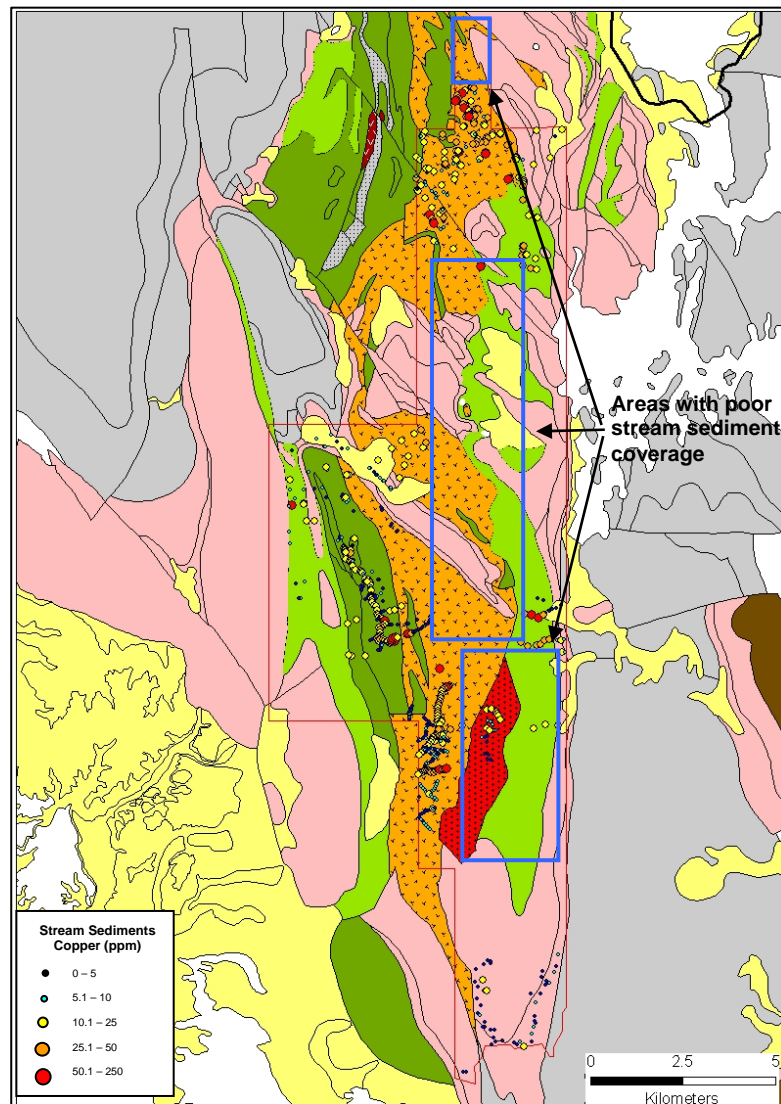 Areas with poor
stream sediment
coverage
Stream Sediments
Copper (ppm)
0 – 5
5.1 – 10
10.1 – 25
25.1 – 50
50.1 – 250
0 2.5 5
Kilometers